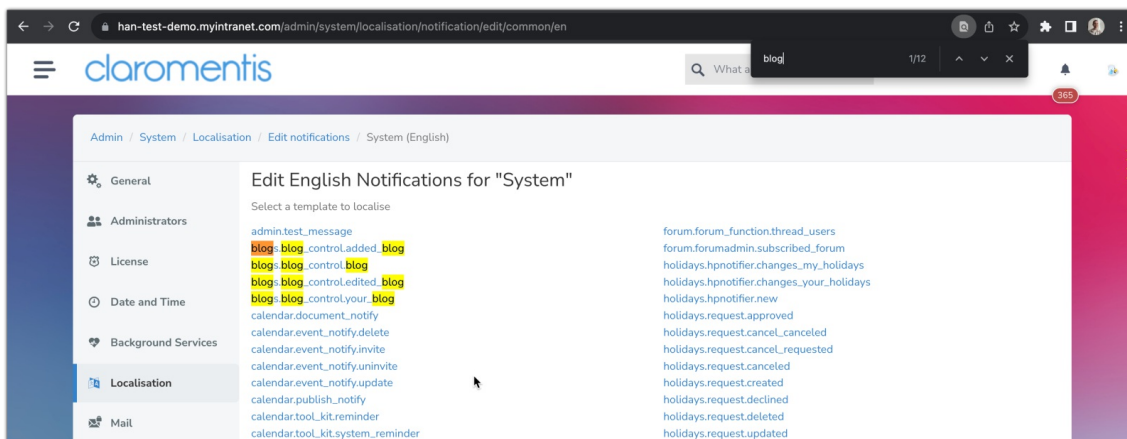 han-test-demo.myintranet.com/admin/system/localisation/notification/edit/common/en
blog 1/12
claromentis
What a
365
Admin / System / Localisation / Edit notifications / System (English)
General
Administrators
License
Date and Time
Background Services
Localisation
Mail
Edit English Notifications for "System"
Select a template to localise
admin.test_message
blogs.blog_control.added_blog
blogs.blog_control.blog
blogs.blog_control.edited_blog
blogs.blog_control.your_blog
calendar.document_notify
calendar.event_notify.delete
calendar.event_notify.invite
calendar.event_notify.uninvite
calendar.event_notify.update
calendar.publish_notify
calendar.tool_kit.reminder
calendar.tool_kit.system_reminder
forum.forum_function.thread_users
forum.forumadmin.subscribed_forum
holidays.hpnotifier.changes_my_holidays
holidays.hpnotifier.changes_your_holidays
holidays.hpnotifier.new
holidays.request.approved
holidays.request.cancel_canceled
holidays.request.cancel_requested
holidays.request.canceled
holidays.request.created
holidays.request.declined
holidays.request.deleted
holidays.request.updated